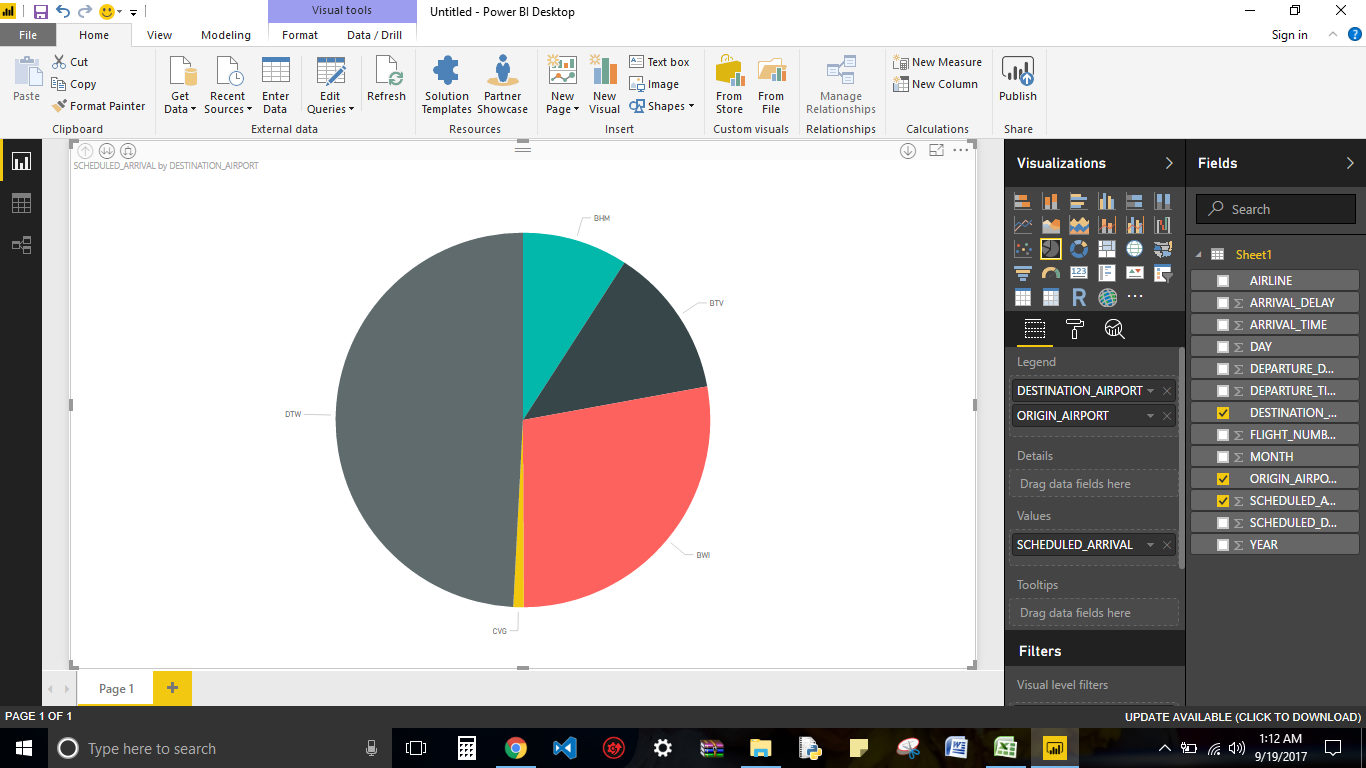 Visual tools
Untitled - Power BI Desktop
File
Home
View
Modeling
Format
Data / Drill
Sign in
Paste
Cut
Copy
Format Painter
Get Data
Recent Sources
Enter Data
Edit Queries
Refresh
Solution Templates
Partner Showcase
New Page
New Visual
Text box
Image
Shapes
From Store
From File
Manage Relationships
New Measure
New Column
Publish
Clipboard
External data
Resources
Insert
Custom visuals
Relationships
Calculations
Share
SCHEDULED_ARRIVAL by DESTINATION_AIRPORT
BHM
BTV
DTW
BWI
CVG
Visualizations
123
R
Legend
DESTINATION_AIRPORT
ORIGIN_AIRPORT
Details
Drag data fields here
Values
SCHEDULED_ARRIVAL
Tooltips
Drag data fields here
Filters
Visual level filters
Fields
Search
Sheet1
AIRLINE
ARRIVAL_DELAY
ARRIVAL_TIME
DAY
DEPARTURE_D...
DEPARTURE_TI...
DESTINATION_...
FLIGHT_NUMB...
MONTH
ORIGIN_AIRPO...
SCHEDULED_A...
SCHEDULED_D...
YEAR
Page 1
PAGE 1 OF 1
UPDATE AVAILABLE (CLICK TO DOWNLOAD)
Type here to search
1:12 AM
9/19/2017